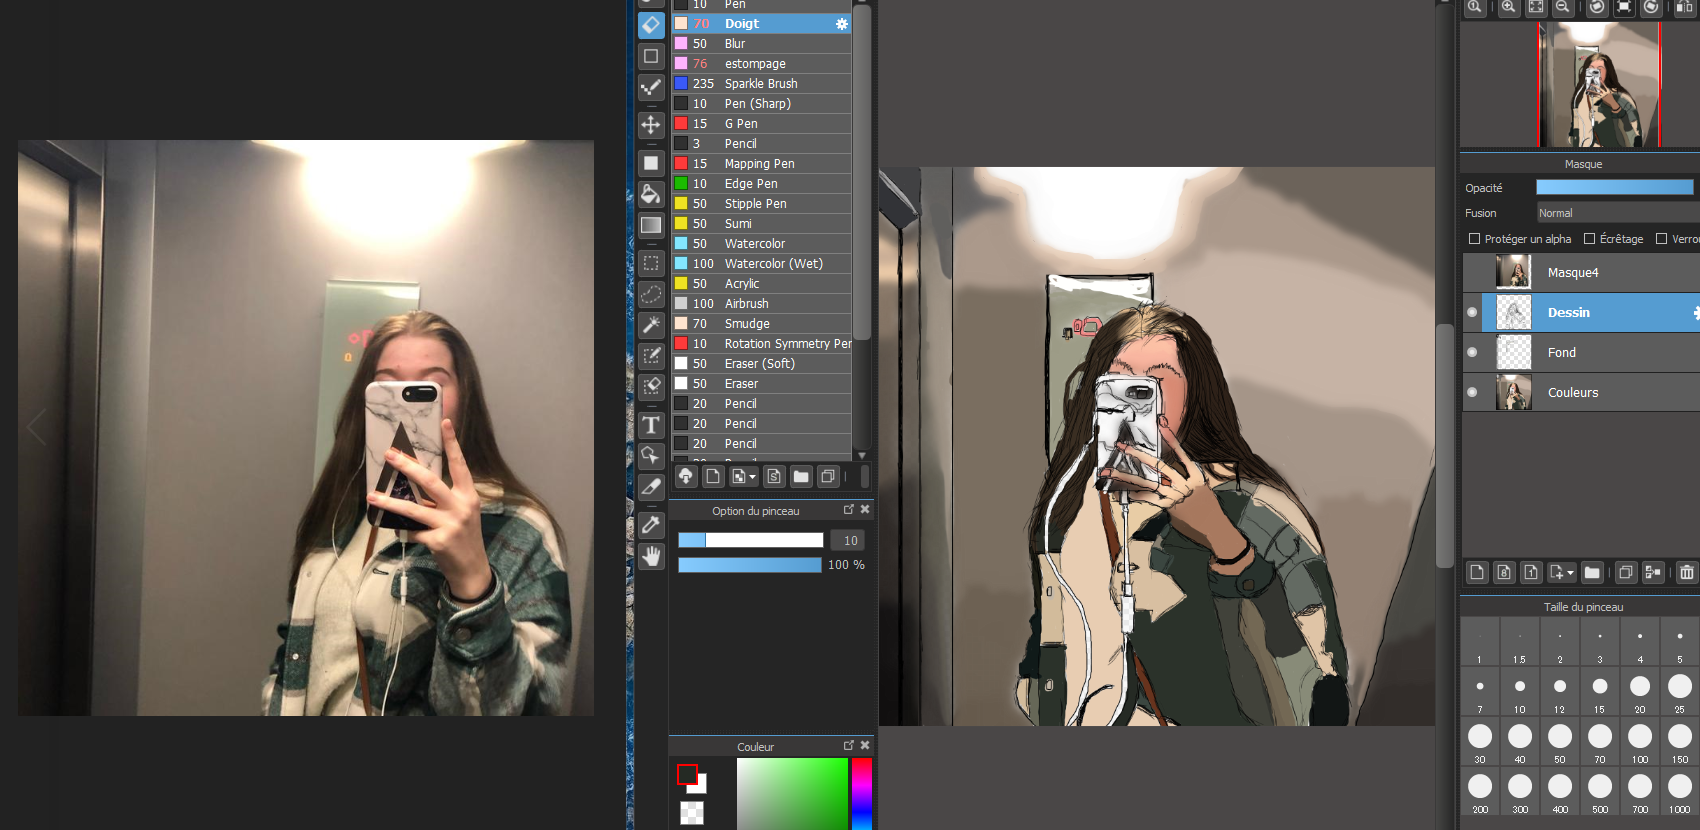 10 Pen
70 Doigt
50 Blur
76 estompage
235 Sparkle Brush
10 Pen (Sharp)
15 G Pen
3 Pencil
15 Mapping Pen
10 Edge Pen
50 Stipple Pen
50 Sumi
50 Watercolor
100 Watercolor (Wet)
50 Acrylic
100 Airbrush
70 Smudge
10 Rotation Symmetry Per
50 Eraser (Soft)
50 Eraser
20 Pencil
20 Pencil
20 Pencil
Option du pinceau
10
100 %
Couleur
Masque
Opacité
Fusion Normal
Protéger un alpha Écrêtage Verrou
Masque4
Dessin
Fond
Couleurs
Taille du pinceau
1 1.5 2 3 4 5
7 10 12 15 20 25
30 40 50 70 100 150
200 300 400 500 700 1000